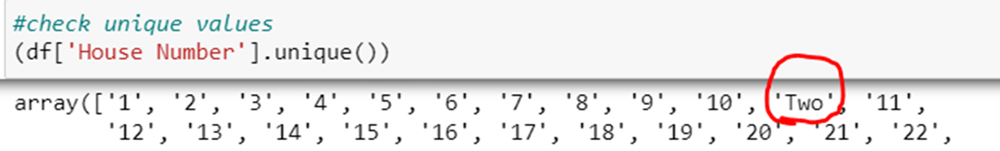 #check unique values
(df['House Number'].unique())
array(['1', '2', '3', '4', '5', '6', '7', '8', '9', '10', 'Two', '11',
'12', '13', '14', '15', '16', '17', '18', '19', '20', '21', '22',